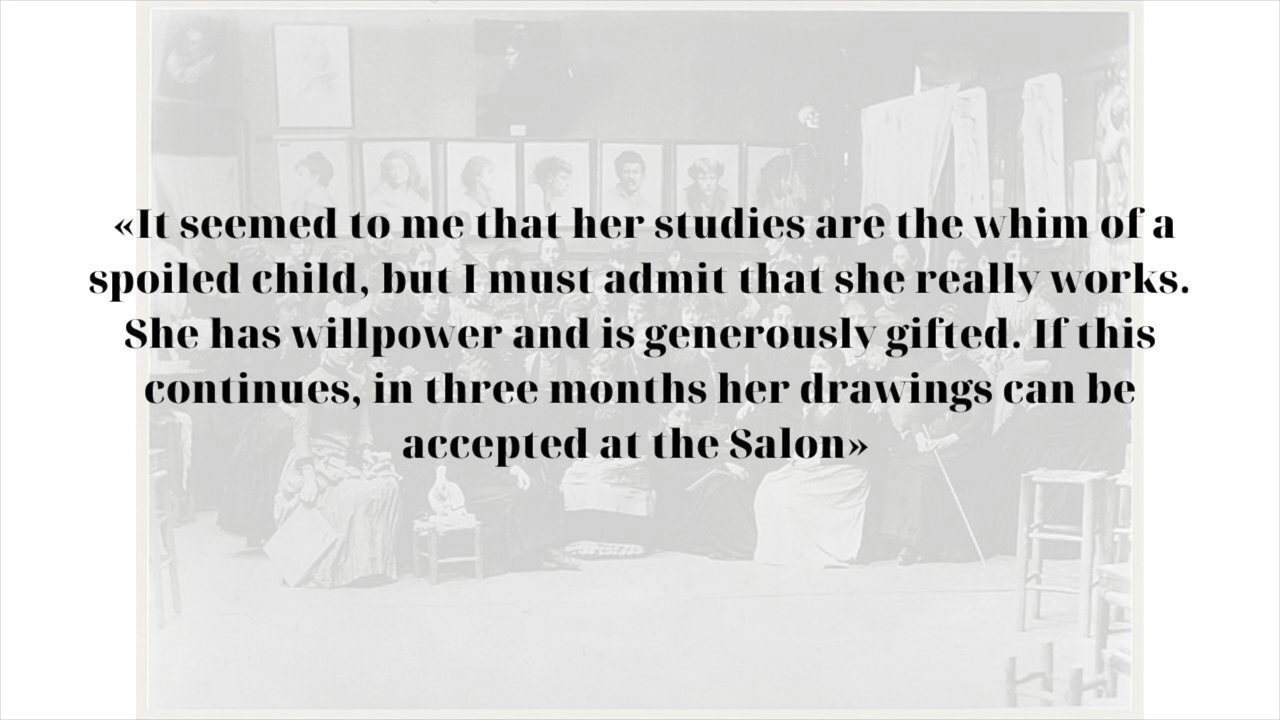 «It seemed to me that her studies are the whim of a
spoiled child, but I must admit that she really works.
She has willpower and is generously gifted. If this
continues, in three months her drawings can be
accepted at the Salon»